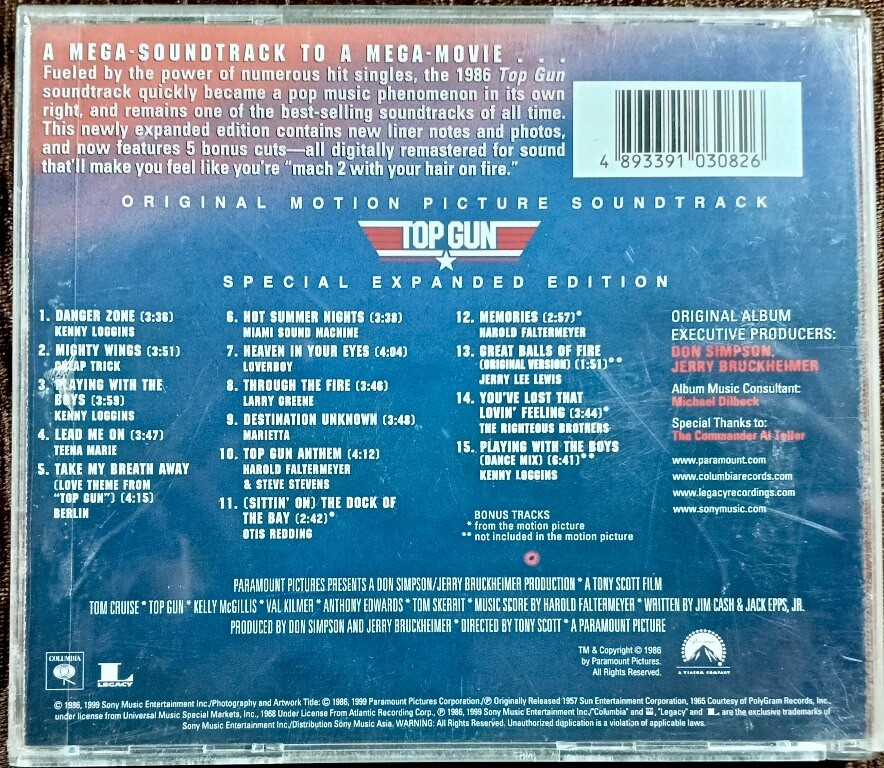 A MEGA-SOUNDTRACK TO A MEGA-MOVIE . . .
Fueled by the power of numerous hit singles, the 1986 Top Gun
soundtrack quickly became a pop music phenomenon in its own
right, and remains one of the best-selling soundtracks of all time.
This newly expanded edition contains new liner notes and photos,
and now features 5 bonus cuts—all digitally remastered for sound
that'll make you feel like you're "mach 2 with your hair on fire."
4 893391 030826
ORIGINAL MOTION PICTURE SOUNDTRACK
TOP GUN
SPECIAL EXPANDED EDITION
1. DANGER ZONE (3:36)
KENNY LOGGINS
2. MIGHTY WINGS (3:51)
CHEAP TRICK
3. PLAYING WITH THE
BOYS (3:59)
KENNY LOGGINS
4. LEAD ME ON (3:47)
TEENA MARIE
5. TAKE MY BREATH AWAY
(LOVE THEME FROM
"TOP GUN") (4:15)
BERLIN
6. HOT SUMMER NIGHTS (3:38)
MIAMI SOUND MACHINE
7. HEAVEN IN YOUR EYES (4:04)
LOVERBOY
8. THROUGH THE FIRE (3:46)
LARRY GREENE
9. DESTINATION UNKNOWN (3:48)
MARIETTA
10. TOP GUN ANTHEM (4:12)
HAROLD FALTERMEYER
& STEVE STEVENS
11. (SITTIN' ON) THE DOCK OF
THE BAY (2:42)*
OTIS REDDING
12. MEMORIES (2:57)*
HAROLD FALTERMEYER
13. GREAT BALLS OF FIRE
(ORIGINAL VERSION) (1:51)**
JERRY LEE LEWIS
14. YOU'VE LOST THAT
LOVIN' FEELING (3:44)*
THE RIGHTEOUS BROTHERS
15. PLAYING WITH THE BOYS
(DANCE MIX) (6:41)**
KENNY LOGGINS
BONUS TRACKS
* from the motion picture
** not included in the motion picture
ORIGINAL ALBUM
EXECUTIVE PRODUCERS:
DON SIMPSON,
JERRY BRUCKHEIMER
Album Music Consultant:
Michael Dilbeck
Special Thanks to:
The Commander Al Teller
www.paramount.com
www.columbiarecords.com
www.legacyrecordings.com
www.sonymusic.com
PARAMOUNT PICTURES PRESENTS A DON SIMPSON/JERRY BRUCKHEIMER PRODUCTION * A TONY SCOTT FILM
TOM CRUISE * TOP GUN * KELLY McGILLIS * VAL KILMER * ANTHONY EDWARDS * TOM SKERRIT * MUSIC SCORE BY HAROLD FALTERMEYER * WRITTEN BY JIM CASH & JACK EPPS, JR.
PRODUCED BY DON SIMPSON AND JERRY BRUCKHEIMER * DIRECTED BY TONY SCOTT * A PARAMOUNT PICTURE
COLUMBIA
LEGACY
TM & Copyright © 1986
by Paramount Pictures.
All Rights Reserved.
Paramount
A VIACOM COMPANY
© 1986, 1999 Sony Music Entertainment Inc./Photography and Artwork Title: © 1986, 1999 Paramount Pictures Corporation./Ⓟ Originally Released 1957 Sun Entertainment Corporation, 1965 Courtesy of PolyGram Records, Inc.,
under license from Universal Music Special Markets, Inc., 1968 Under License From Atlantic Recording Corp., Ⓟ 1986, 1999 Sony Music Entertainment Inc./"Columbia" and , "Legacy" and L are the exclusive trademarks of
Sony Music Entertainment Inc./Distribution Sony Music Asia. WARNING: All Rights Reserved. Unauthorized duplication is a violation of applicable laws.